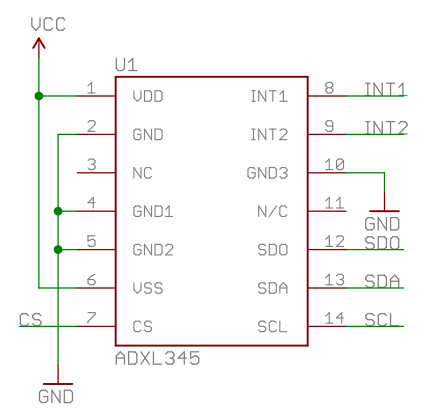 VCC
U1
1 VDD INT1 8 INT1
2 GND INT2 9 INT2
3 NC GND3 10
4 GND1 N/C 11
GND
5 GND2 SDO 12 SDO
6 VSS SDA 13 SDA
CS 7 CS SCL 14 SCL
ADXL345
GND